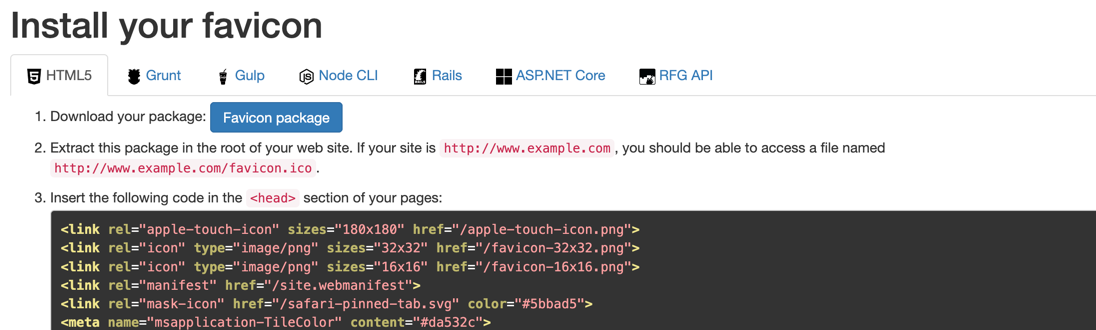 Install your favicon
HTML5 Grunt Gulp Node CLI Rails ASP.NET Core RFG API
1. Download your package: Favicon package
2. Extract this package in the root of your web site. If your site is http://www.example.com , you should be able to access a file named
http://www.example.com/favicon.ico .
3. Insert the following code in the <head> section of your pages:
<link rel="apple-touch-icon" sizes="180x180" href="/apple-touch-icon.png">
<link rel="icon" type="image/png" sizes="32x32" href="/favicon-32x32.png">
<link rel="icon" type="image/png" sizes="16x16" href="/favicon-16x16.png">
<link rel="manifest" href="/site.webmanifest">
<link rel="mask-icon" href="/safari-pinned-tab.svg" color="#5bbad5">
<meta name="msapplication-TileColor" content="#da532c">